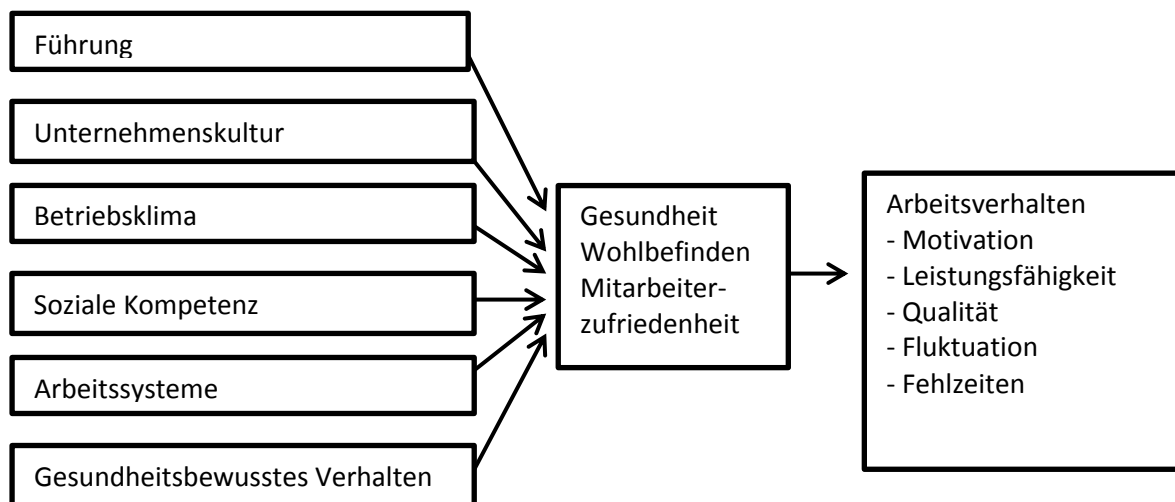 Führung
Unternehmenskultur
Betriebsklima
Soziale Kompetenz
Arbeitssysteme
Gesundheitsbewusstes Verhalten
Gesundheit
Wohlbefinden
Mitarbeiter-
zufriedenheit
Arbeitsverhalten
- Motivation
- Leistungsfähigkeit
- Qualität
- Fluktuation
- Fehlzeiten